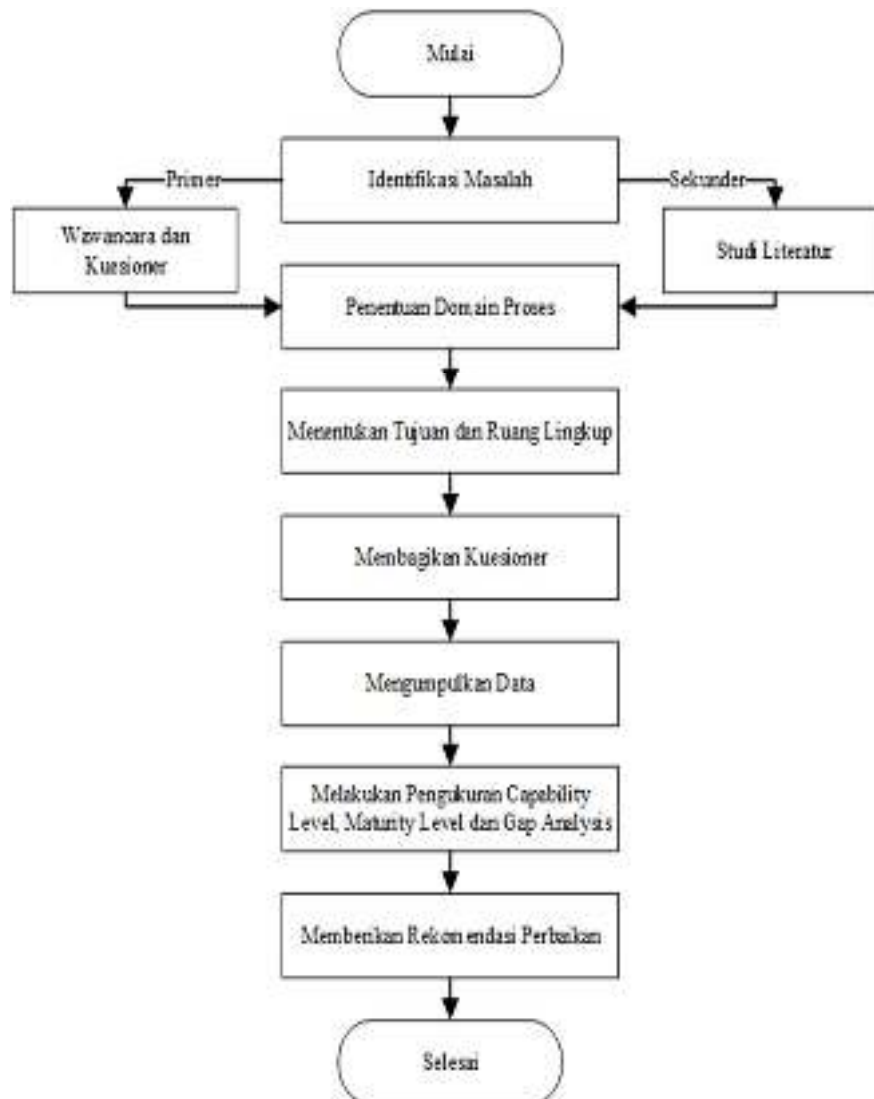 Mulai
Identifikasi Masalah
Primer
Sekunder
Wawancara dan
Kuesioner
Studi Literatur
Penentuan Domain Proses
Menentukan Tujuan dan Ruang Lingkup
Membagikan Kuesioner
Mengumpulkan Data
Melakukan Pengukuran Capability
Level, Maturity Level dan Gap Analysis
Memberikan Rekomendasi Perbaikan
Selesai